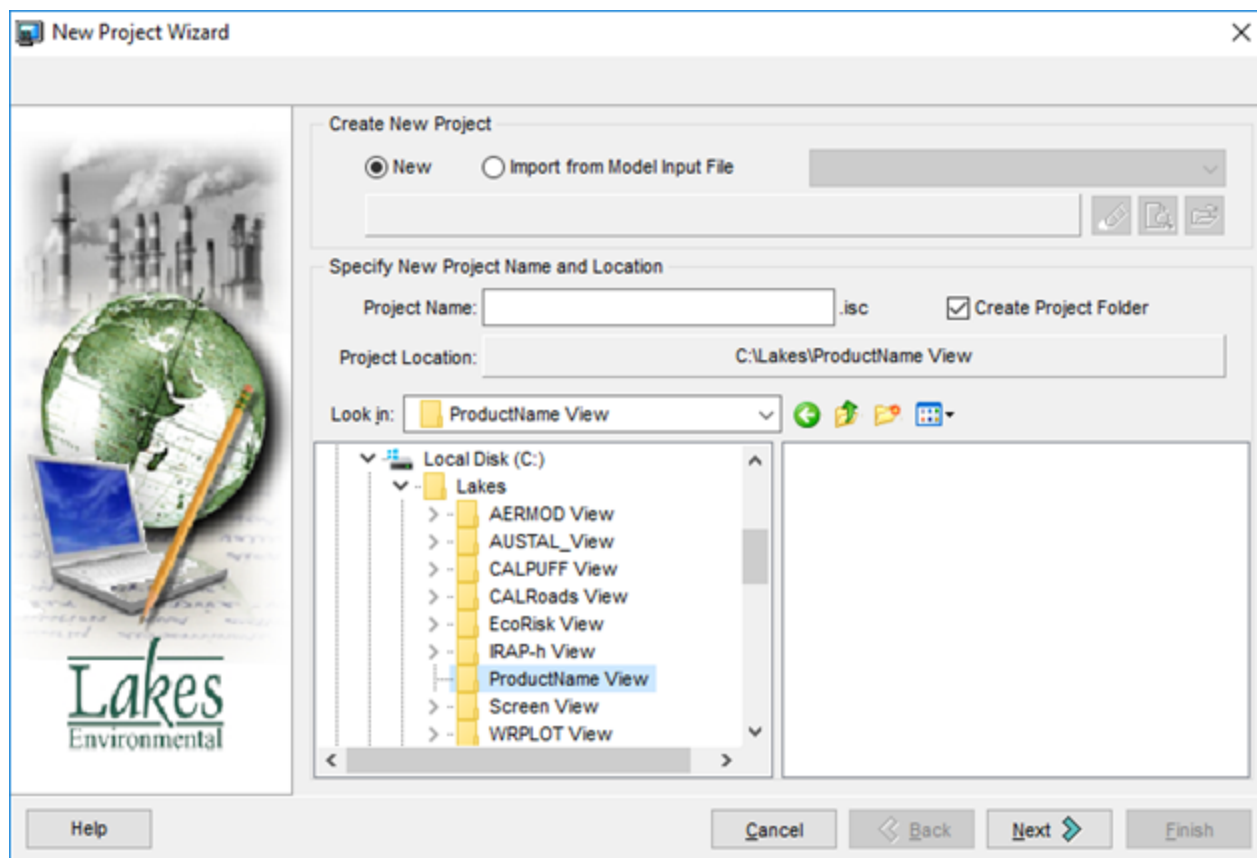 New Project Wizard
Create New Project
New Import from Model Input File
Specify New Project Name and Location
Project Name: .isc Create Project Folder
Project Location: C:\Lakes\ProductName View
Look in: ProductName View
Local Disk (C:)
Lakes
AERMOD View
AUSTAL_View
CALPUFF View
CALRoads View
EcoRisk View
IRAP-h View
ProductName View
Screen View
WRPLOT View
Lakes
Environmental
Help Cancel Back Next Finish